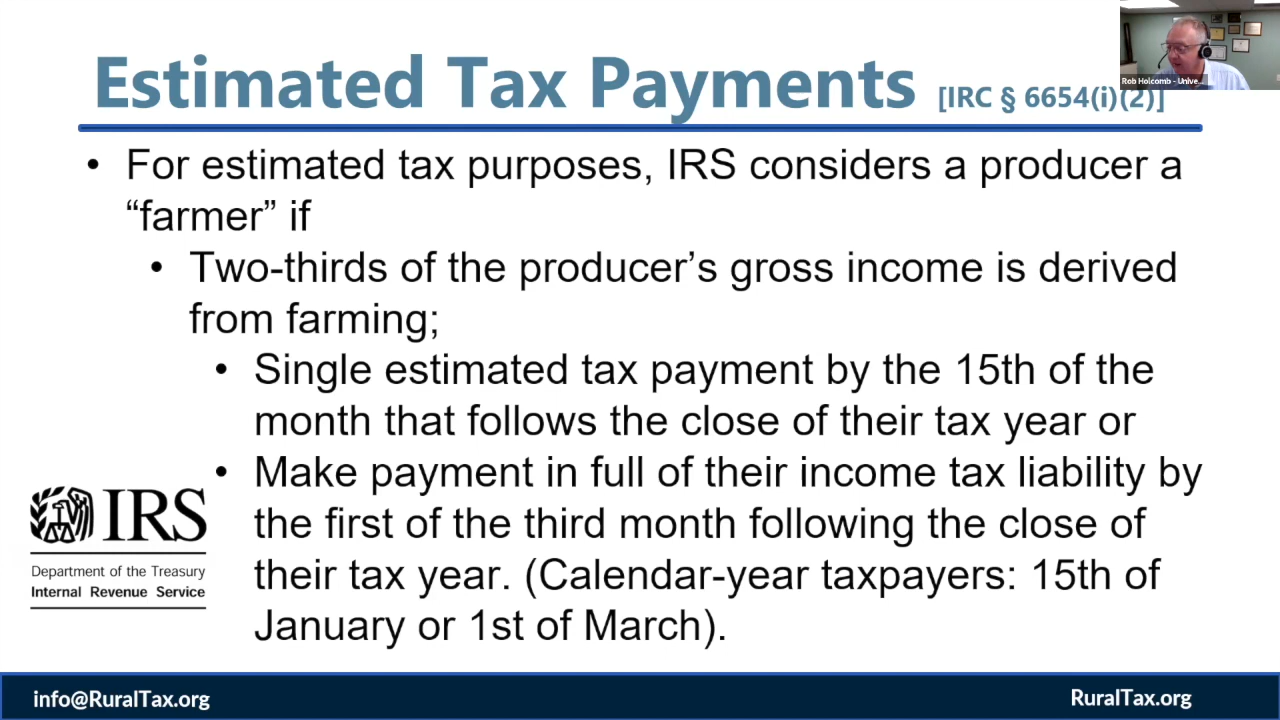 Estimated Tax Payments [IRC § 6654(i)(2)]
Rob Holcomb - Unive...
• For estimated tax purposes, IRS considers a producer a
“farmer” if
• Two-thirds of the producer’s gross income is derived
from farming;
• Single estimated tax payment by the 15th of the
month that follows the close of their tax year or
• Make payment in full of their income tax liability by
the first of the third month following the close of
their tax year. (Calendar-year taxpayers: 15th of
January or 1st of March).
IRS
Department of the Treasury
Internal Revenue Service
info@RuralTax.org
RuralTax.org